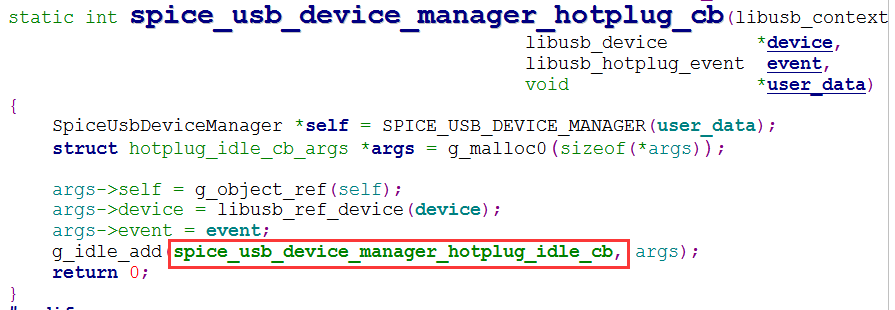 static int spice_usb_device_manager_hotplug_cb(libusb_context
libusb_device *device,
libusb_hotplug_event event,
void *user_data)
{
SpiceUsbDeviceManager *self = SPICE_USB_DEVICE_MANAGER(user_data);
struct hotplug_idle_cb_args *args = g_malloc0(sizeof(*args));
args->self = g_object_ref(self);
args->device = libusb_ref_device(device);
args->event = event;
g_idle_add(spice_usb_device_manager_hotplug_idle_cb, args);
return 0;
}